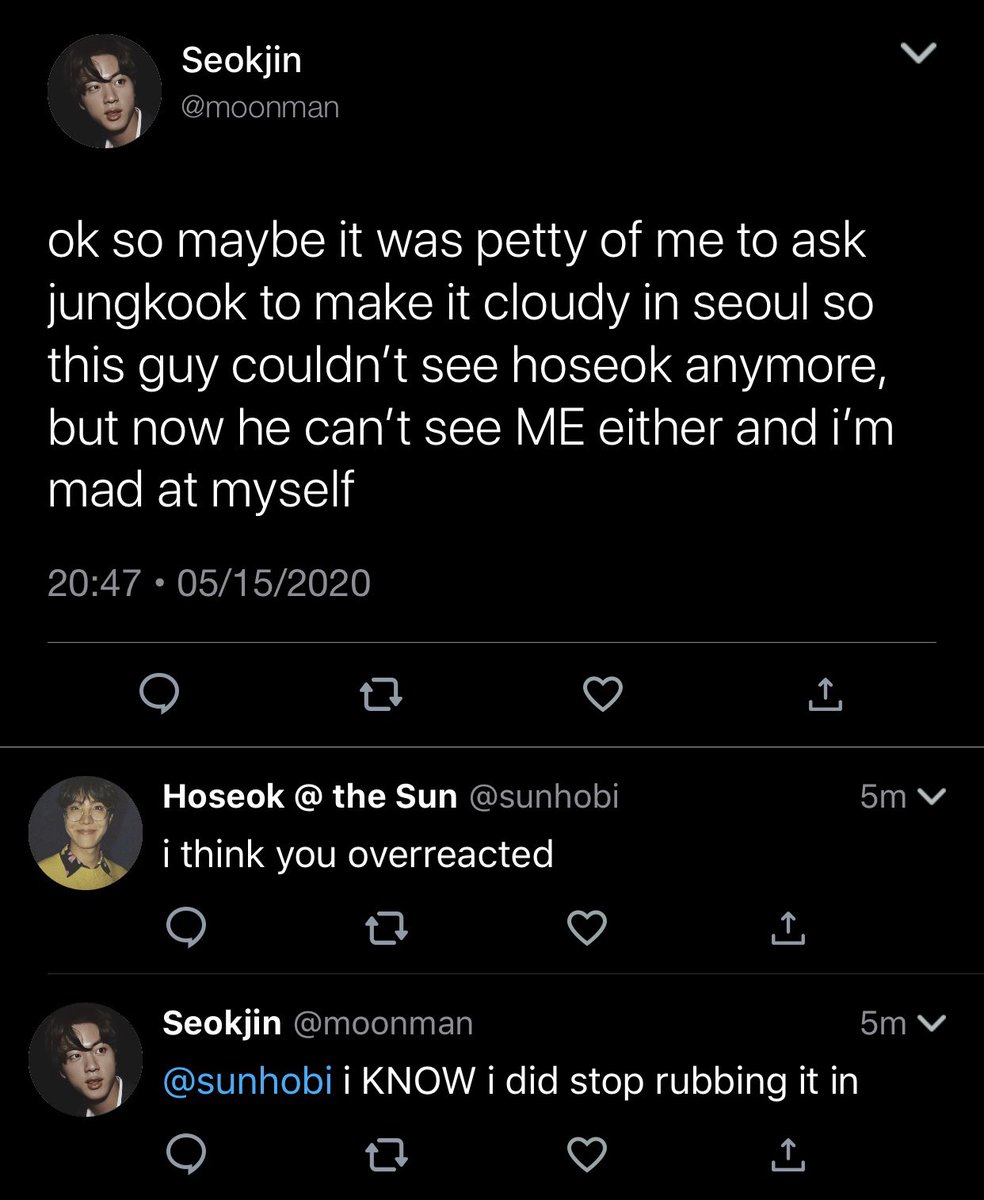 Seokjin
@moonman
ok so maybe it was petty of me to ask
jungkook to make it cloudy in seoul so
this guy couldn’t see hoseok anymore,
but now he can’t see ME either and i’m
mad at myself
20:47 • 05/15/2020
Hoseok @ the Sun @sunhobi 5m
i think you overreacted
Seokjin @moonman 5m
@sunhobi i KNOW i did stop rubbing it in